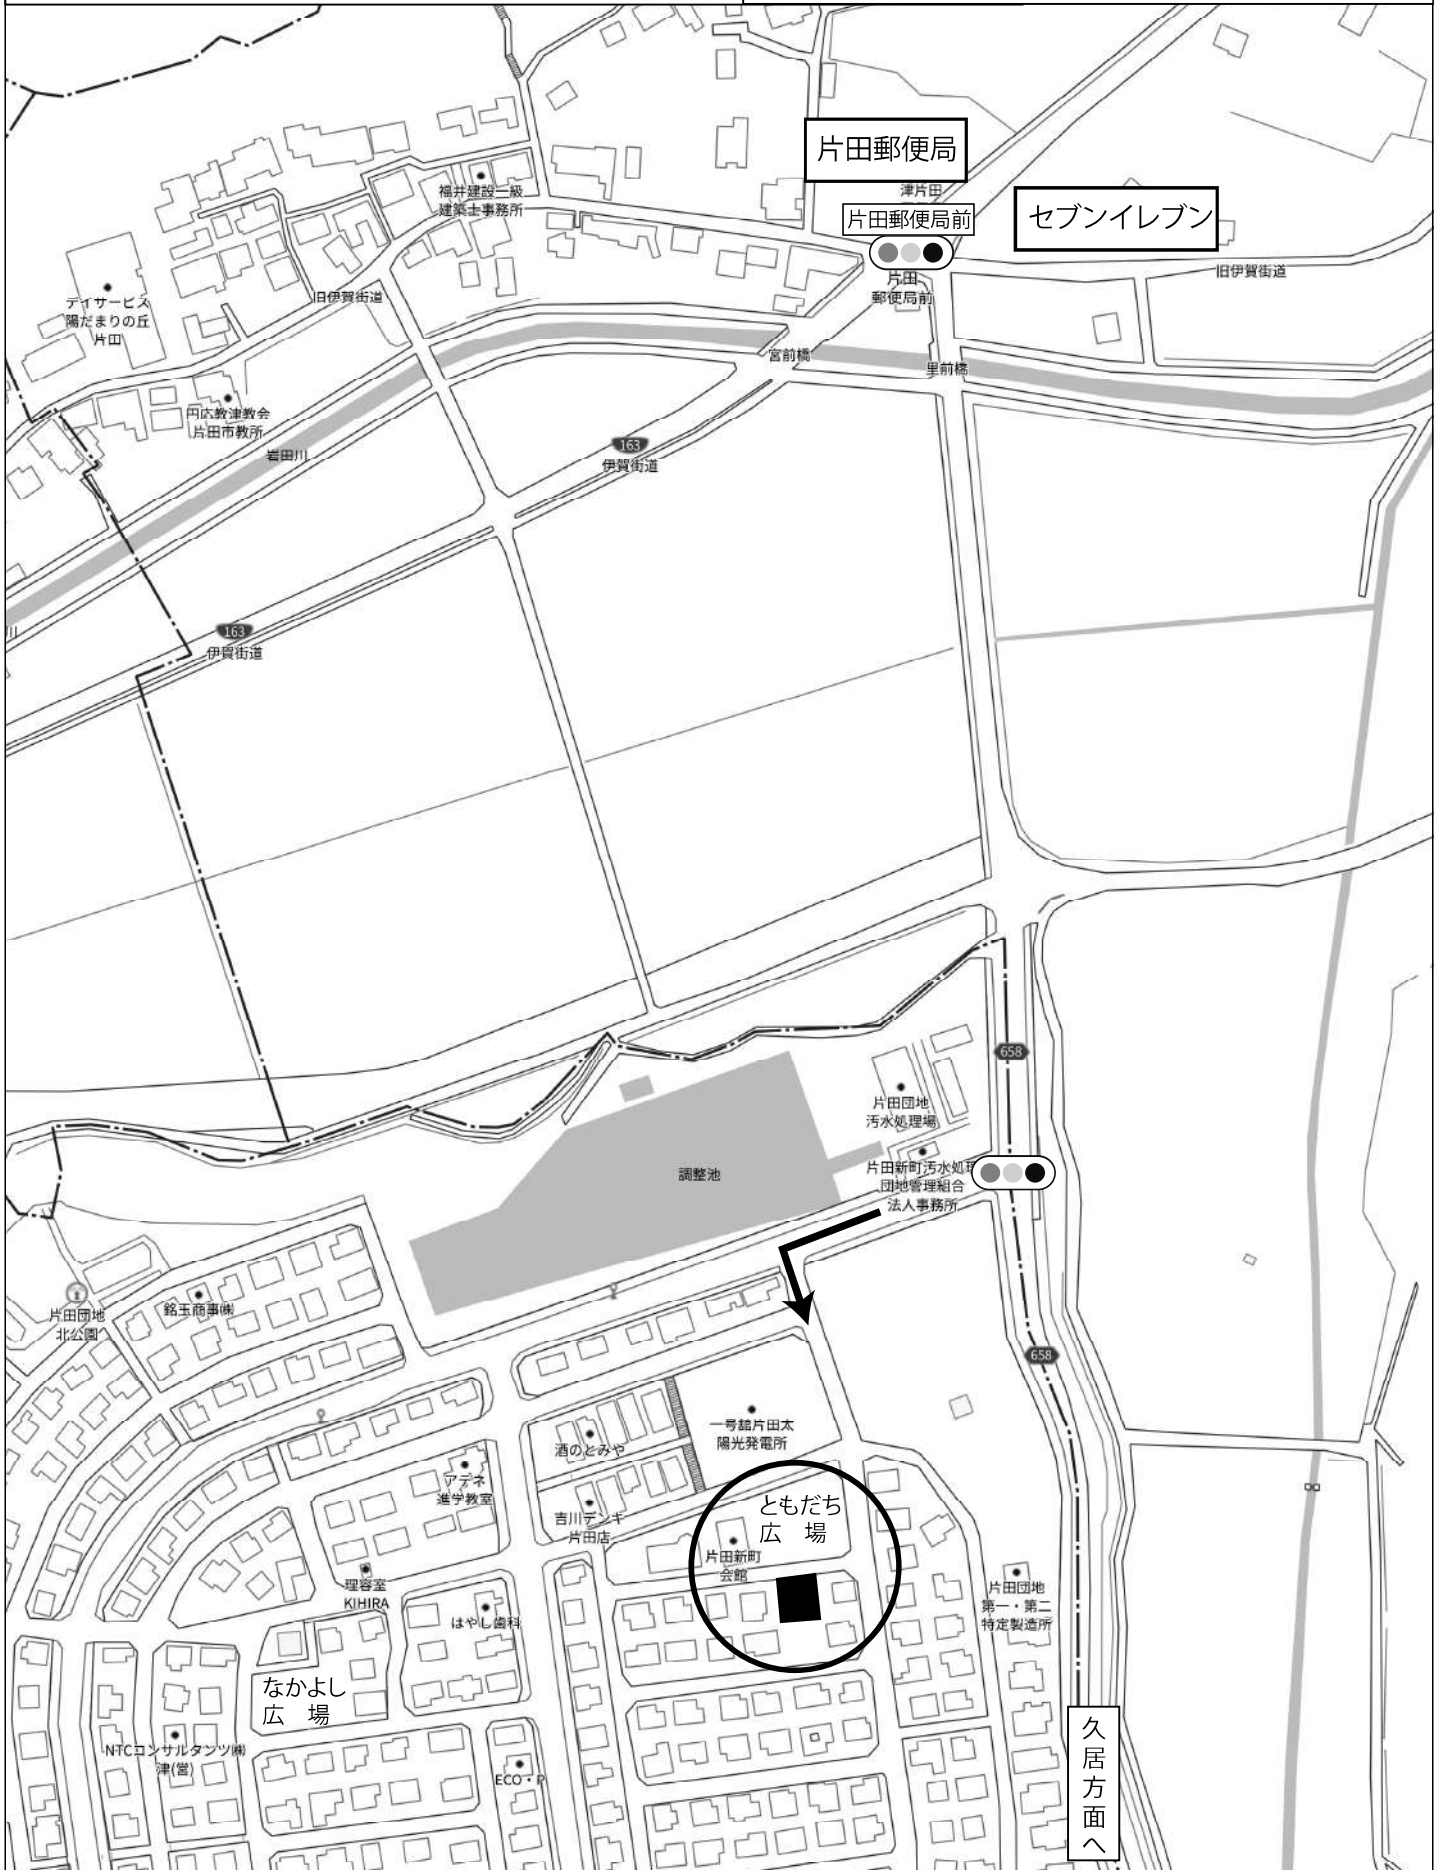 片田郵便局
津片田
片田郵便局前
セブンイレブン
福井建設一級
建築士事務所
片田
郵便局前
旧伊賀街道
旧伊賀街道
デイサービス
陽だまりの丘
片田
宮前橋
里前橋
円応教津教会
片田市教所
岩田川
163
伊賀街道
163
伊賀街道
川
658
片田団地
汚水処理場
片田新町汚水処理
団地管理組合
法人事務所
調整池
片田団地
北公園
銘玉商事㈱
658
一号舘片田太
陽光発電所
酒のとみや
アテネ
進学教室
吉川デンキ
片田店
ともだち
広 場
片田新町
会館
理容室
KIHIRA
はやし歯科
片田団地
第一・第二
特定製造所
なかよし
広 場
NTCコンサルタンツ㈱
津(営)
ECO・P
久居方面へ